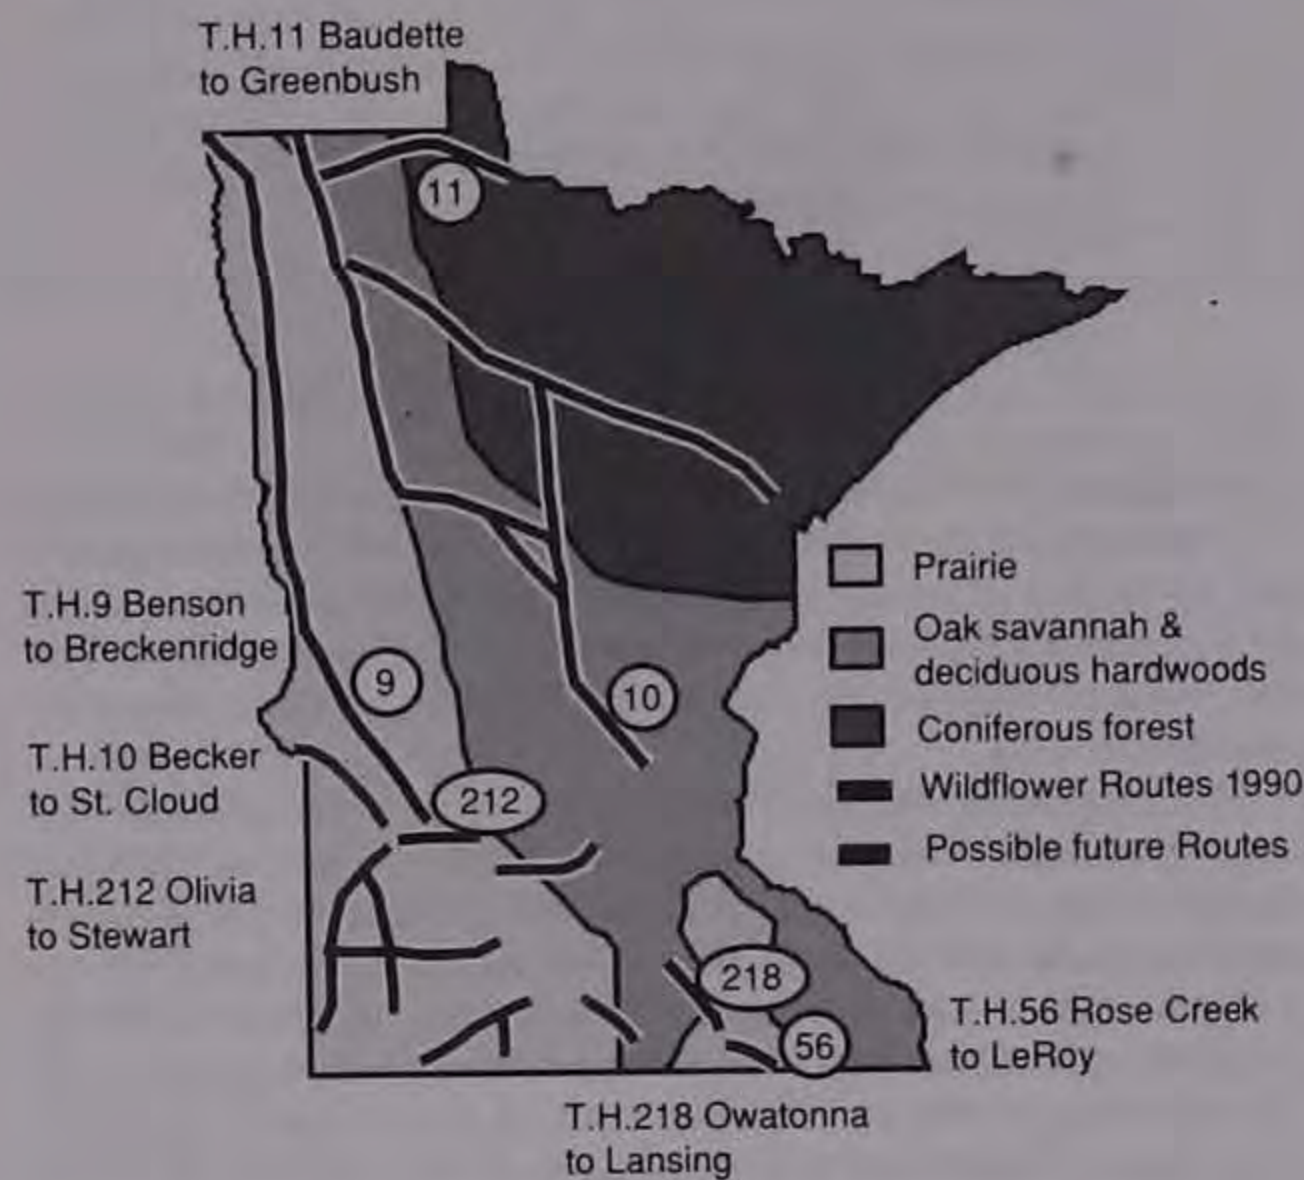 T.H.11 Baudette
to Greenbush
11
T.H.9 Benson
to Breckenridge
9
10
T.H.10 Becker
to St. Cloud
212
T.H.212 Olivia
to Stewart
218
56
T.H.56 Rose Creek
to LeRoy
T.H.218 Owatonna
to Lansing
Prairie
Oak savannah &
deciduous hardwoods
Coniferous forest
Wildflower Routes 1990
Possible future Routes